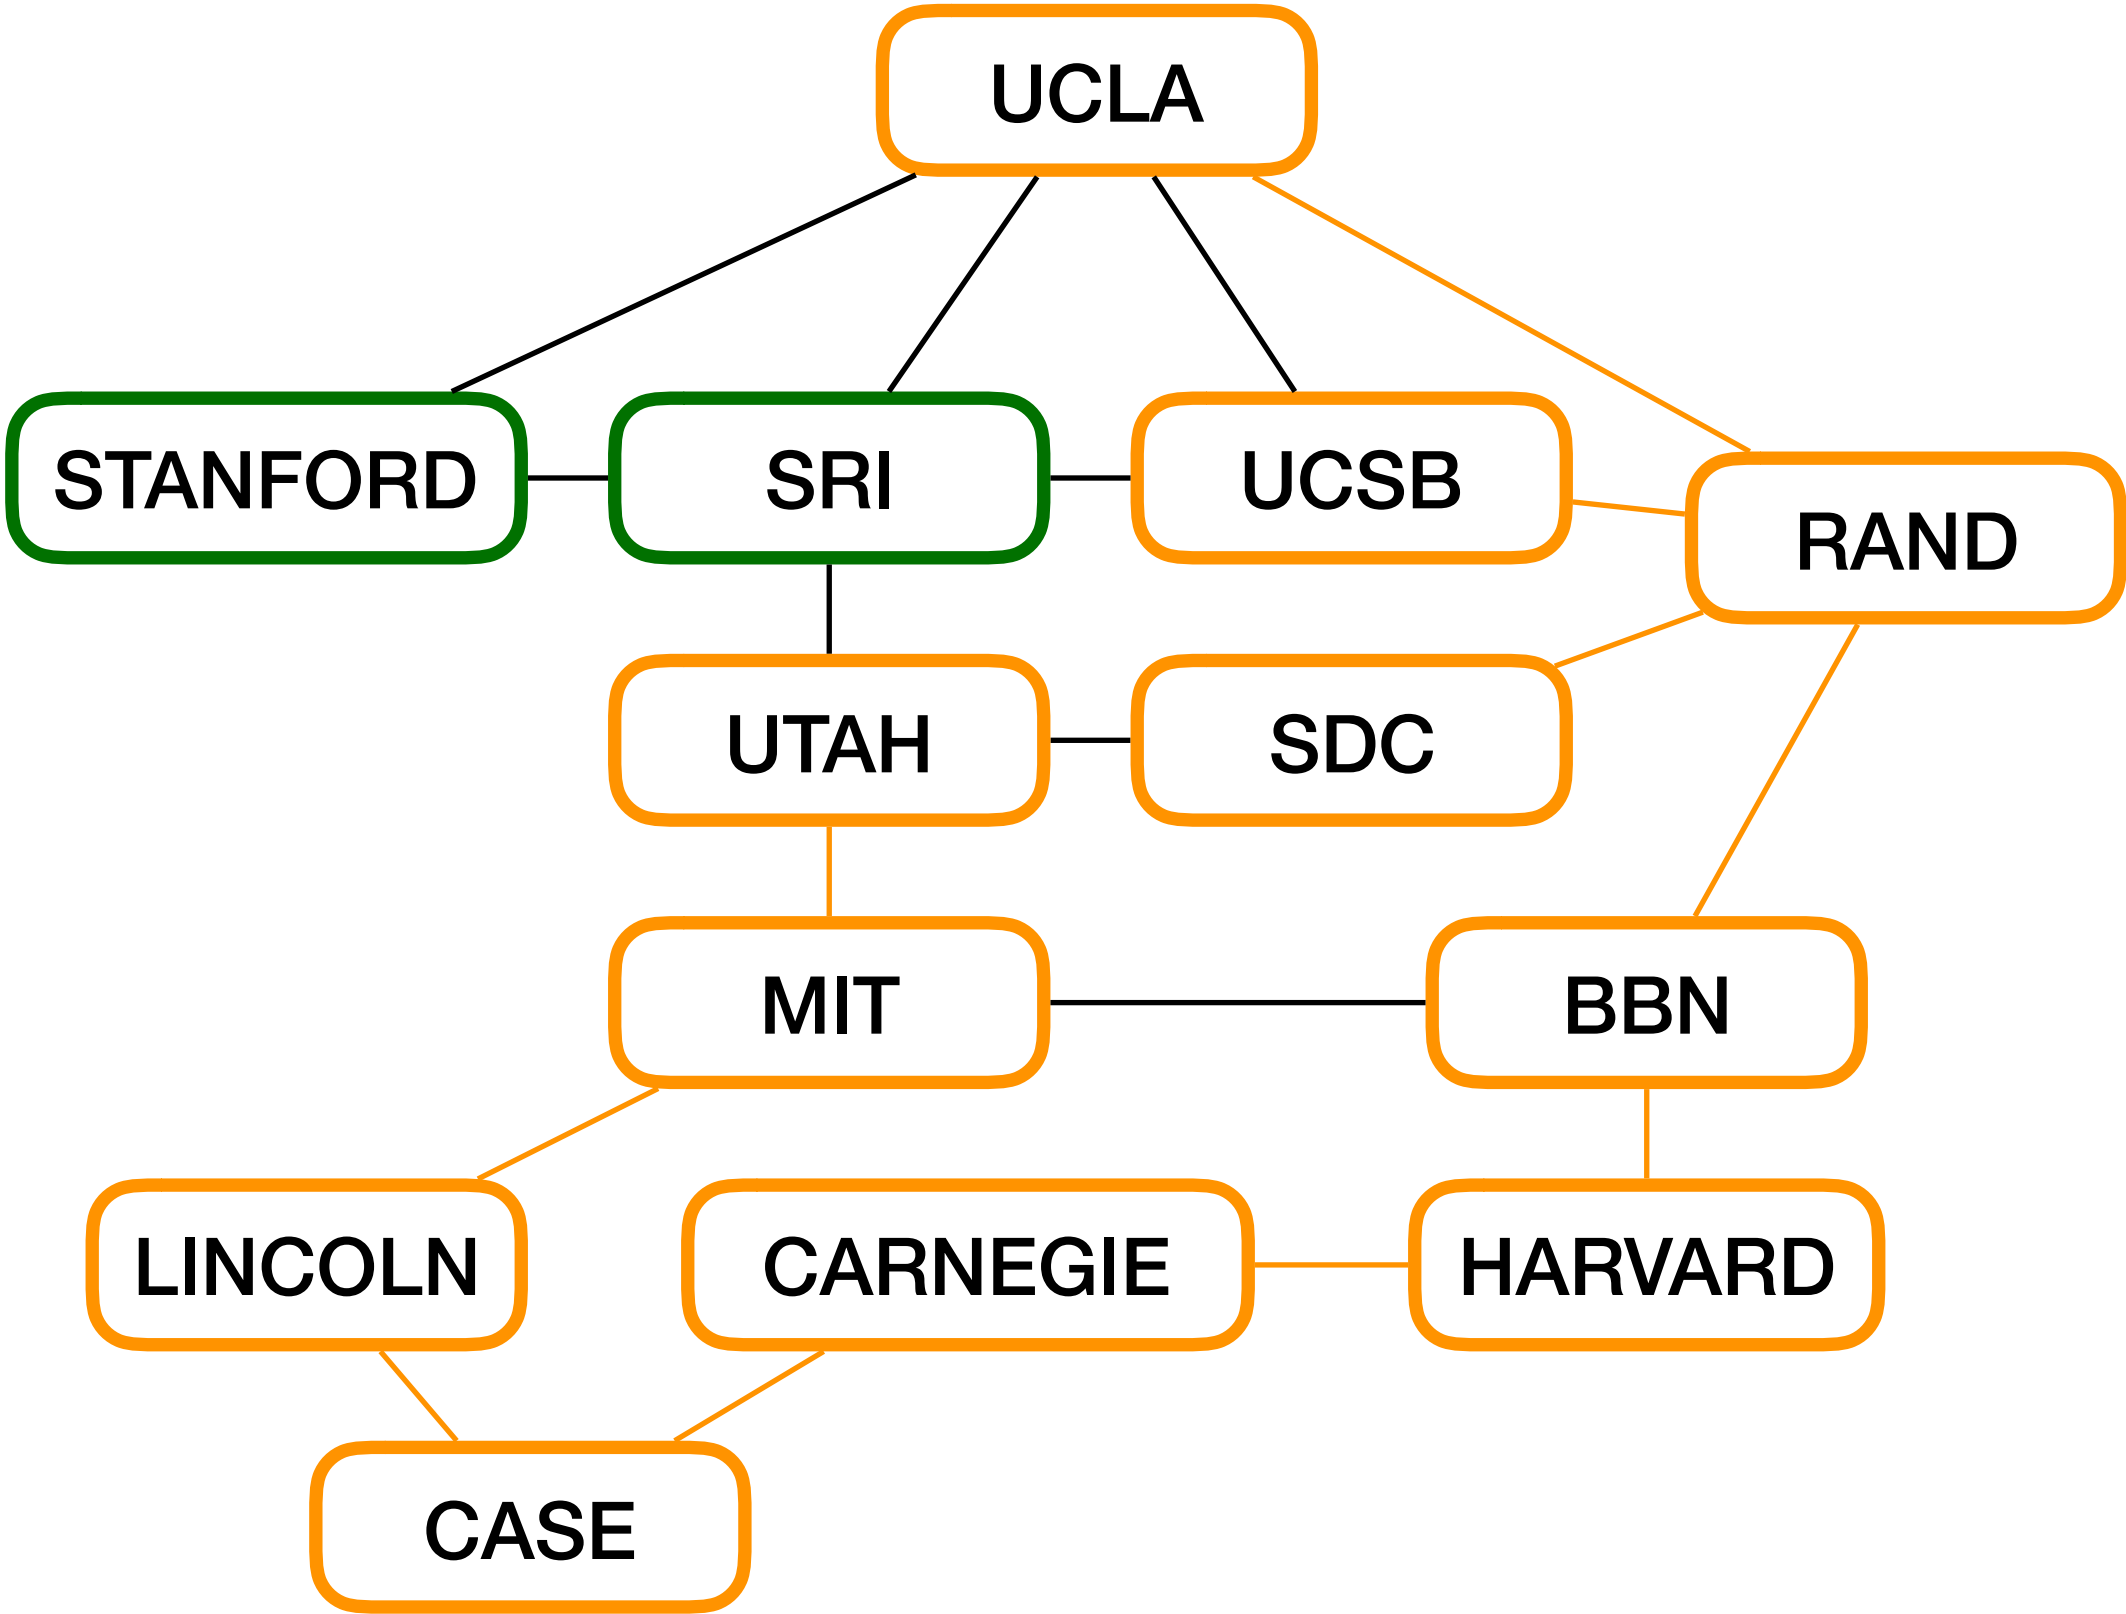 UCLA
STANFORD
SRI
UCSB
RAND
UTAH
SDC
MIT
BBN
LINCOLN
CARNEGIE
HARVARD
CASE